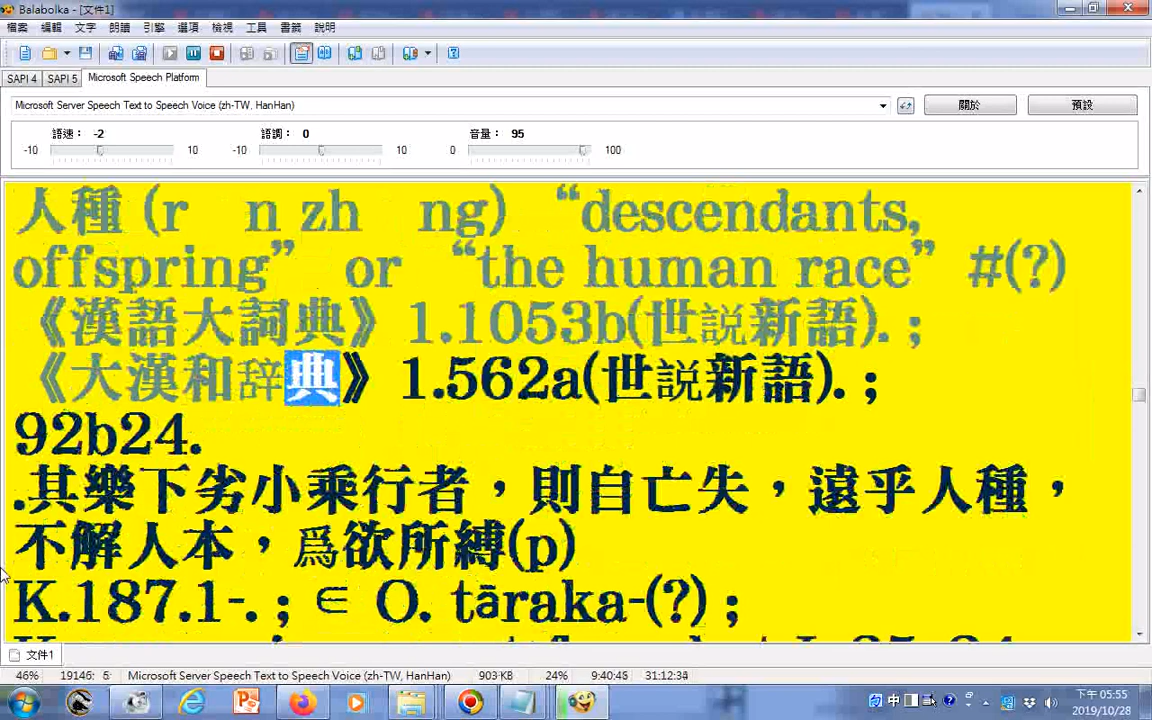 Balabolka - [文件1]
檔案 編輯 文字 朗讀 引擎 選項 檢視 工具 書籤 說明
SAPI 4 SAPI 5 Microsoft Speech Platform
Microsoft Server Speech Text to Speech Voice (zh-TW, HanHan) 關於 預設
語速： -2 語調： 0 音量： 95
-10 10 -10 10 0 100
人種 (r n zh ng) “descendants,
offspring” or “the human race” #(?)
《漢語大詞典》 1.1053b(世説新語). ;
《大漢和辞典》 1.562a(世説新語). ;
92b24.
.其樂下劣小乘行者，則自亡失，遠乎人種，
不解人本，爲欲所縛(p)
K.187.1-. ; ∈ O. tāraka-(?) ;
文件1
46% 19146: 5 Microsoft Server Speech Text to Speech Voice (zh-TW, HanHan) 903 KB 24% 9:40:45 31:12:34
中
下午 05:55
2019/10/28